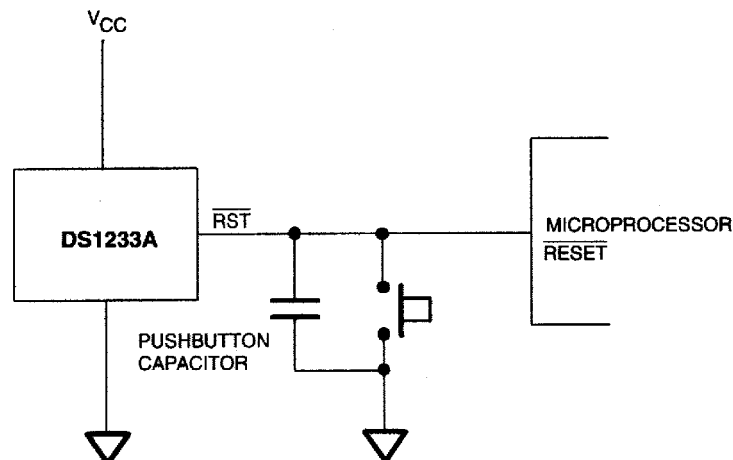 VCC
DS1233A
RST
MICROPROCESSOR
RESET
PUSHBUTTON
CAPACITOR